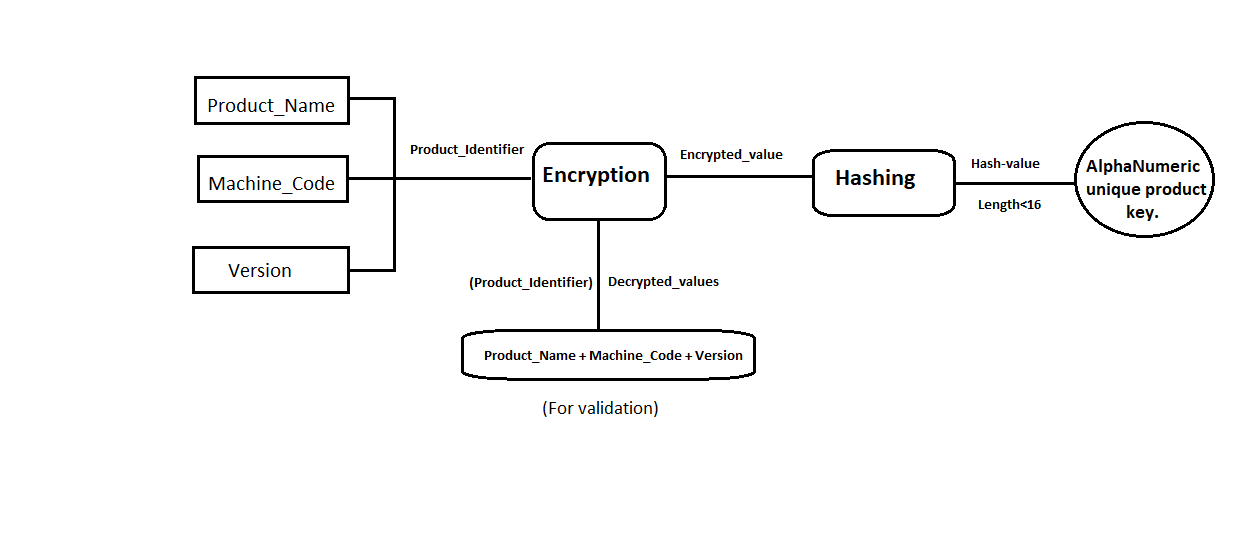 Product_Name
Machine_Code
Version
Product_Identifier
Encryption
Encrypted_value
Hashing
Hash-value
Length<16
AlphaNumeric
unique product
key.
(Product_Identifier)
Decrypted_values
Product_Name + Machine_Code + Version
(For validation)